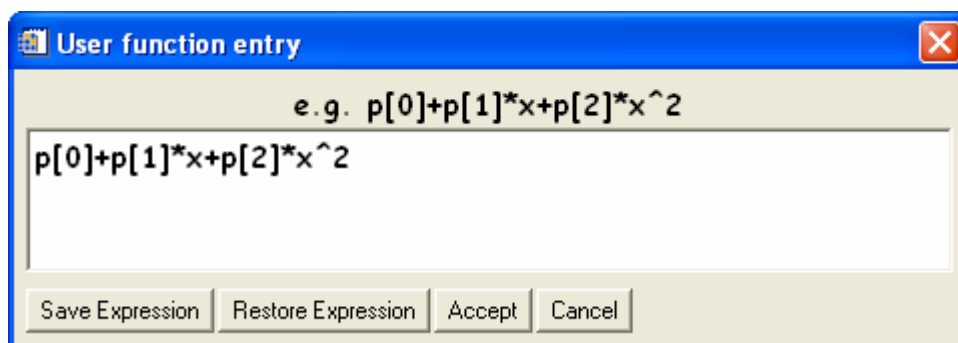 User function entry
e.g. p[0]+p[1]*x+p[2]*x^2
p[0]+p[1]*x+p[2]*x^2
Save Expression Restore Expression Accept Cancel